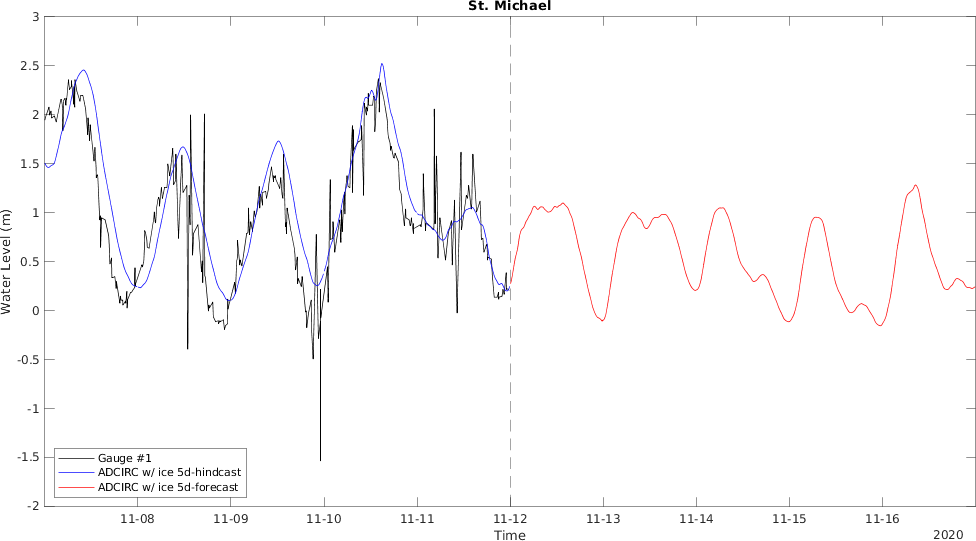 St. Michael
3
2.5
2
1.5
1
0.5
0
-0.5
-1
-1.5
-2
Water Level (m)
Gauge #1
ADCIRC w/ ice 5d-hindcast
ADCIRC w/ ice 5d-forecast
11-08 11-09 11-10 11-11 11-12 11-13 11-14 11-15 11-16
Time
2020